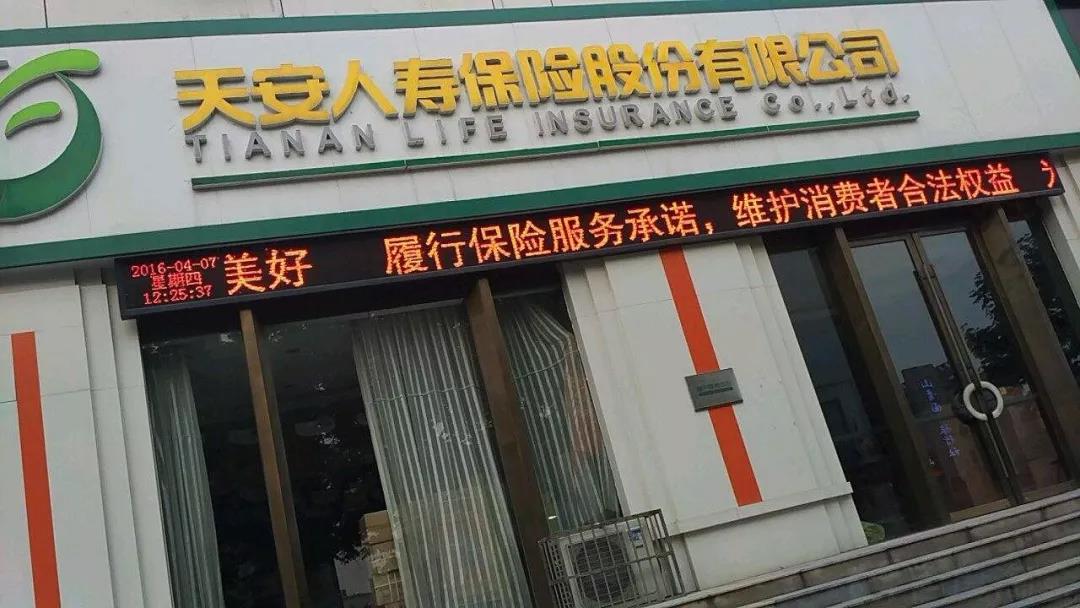 天安人寿保险股份有限公司
TIANAN LIFE INSURANCE Co.,Ltd.
2016-04-07
星期四
12:25:37
美好 履行保险服务承诺，维护消费者合法权益